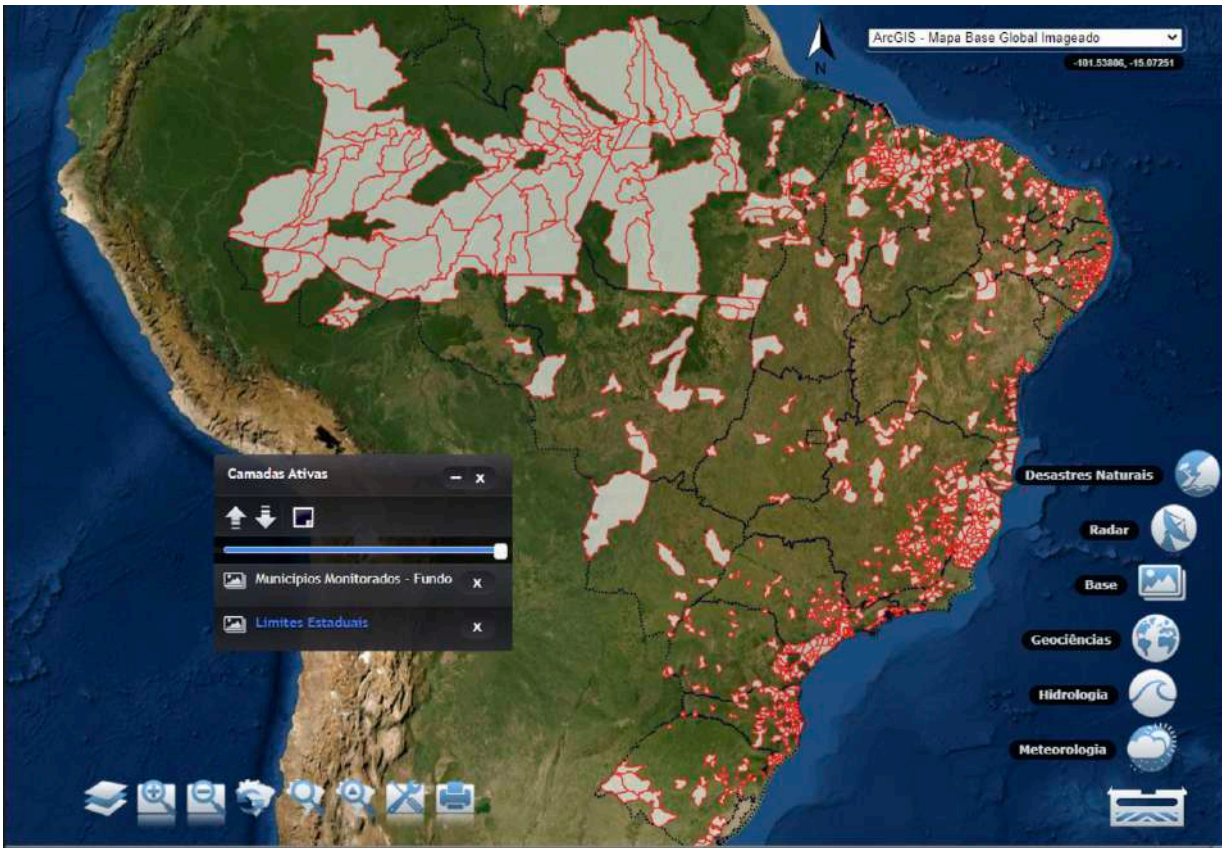 ArcGIS - Mapa Base Global Imageado
-101.53806, -15.07251
N
Camadas Ativas
Municípios Monitorados - Fundo
Limites Estaduais
Desastres Naturais
Radar
Base
Geociências
Hidrologia
Meteorologia